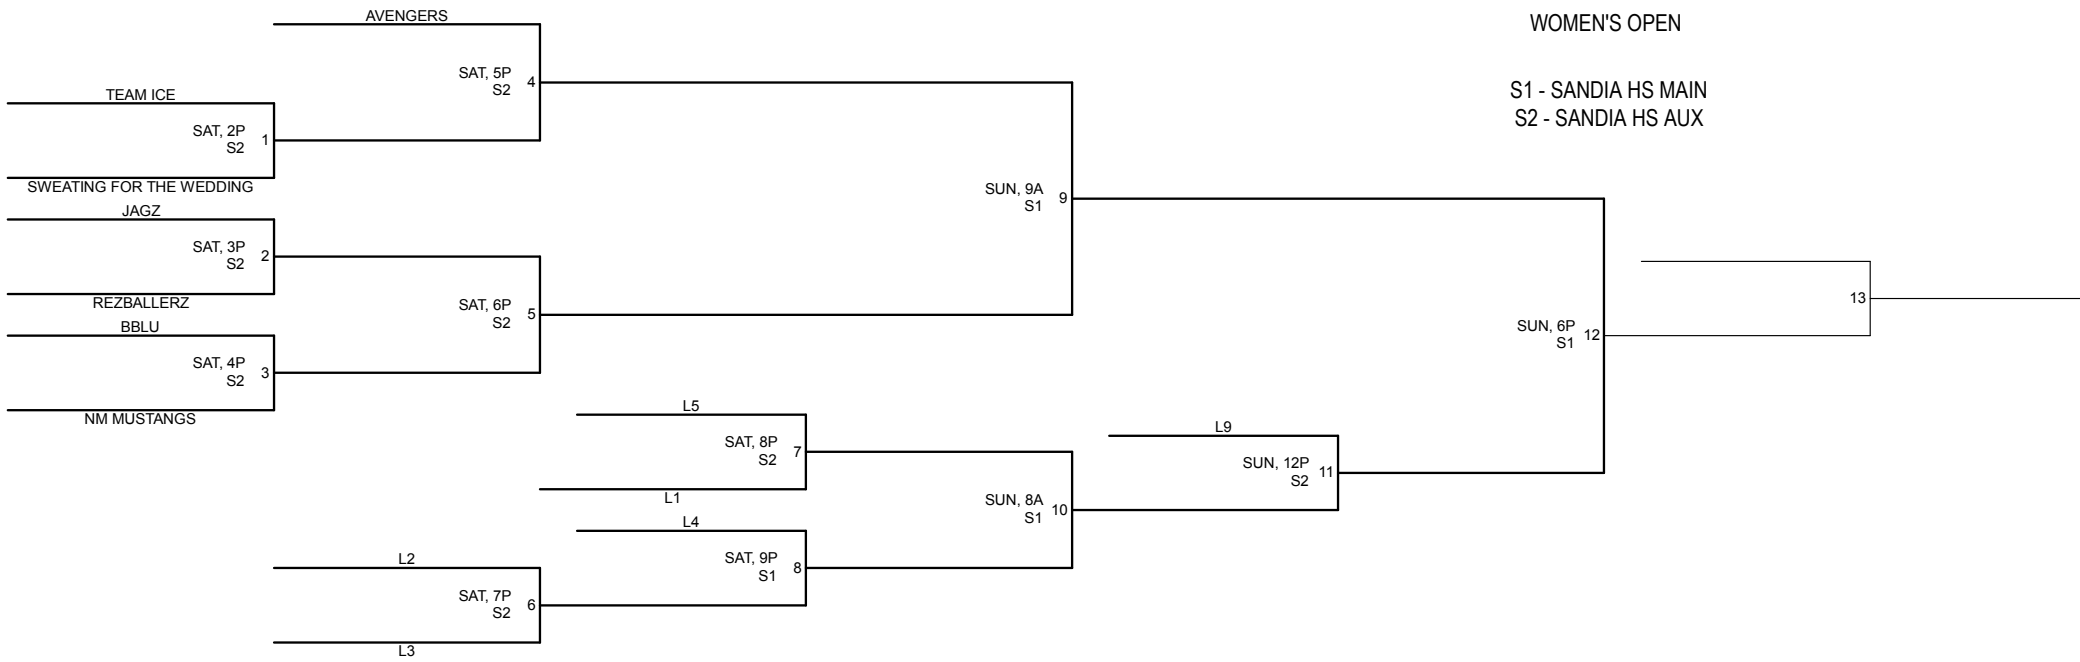 AVENGERS
WOMEN'S OPEN
SAT, 5P
S2
4
S1 - SANDIA HS MAIN
S2 - SANDIA HS AUX
TEAM ICE
SAT, 2P
S2
1
SWEATING FOR THE WEDDING
JAGZ
SUN, 9A
S1
9
SAT, 3P
S2
2
REZBALLERZ
SAT, 6P
S2
5
13
BBLU
SUN, 6P
S1
12
SAT, 4P
S2
3
NM MUSTANGS
L5
SAT, 8P
S2
7
L1
L9
SUN, 12P
S2
11
SUN, 8A
S1
10
L4
SAT, 9P
S1
8
L2
SAT, 7P
S2
6
L3